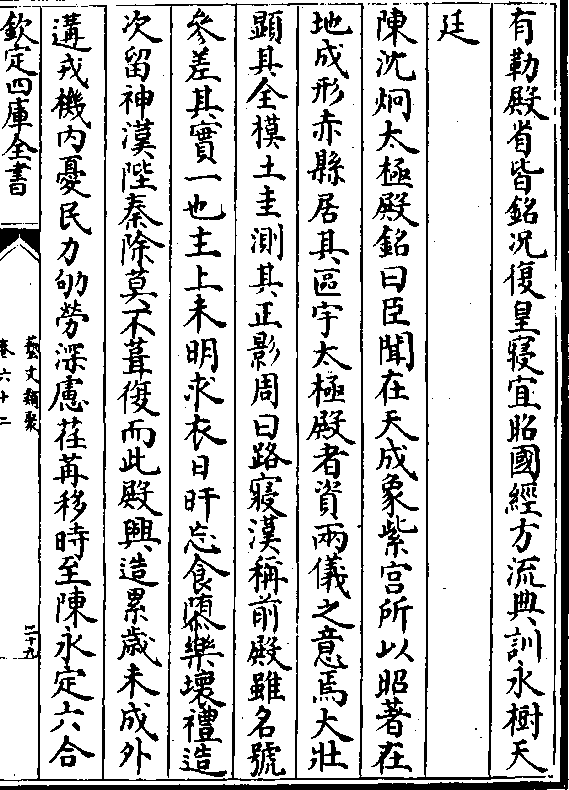 有勒殿省皆銘况復皇寝宜昭國經方流典訓永樹天
廷
陳沈炯太極殿銘曰臣聞在天成象紫宫所以昭著在
地成形赤縣居其區宇太極殿者資兩儀之意焉大壯
顯其全模土圭測其正影周曰路寝漢稱前殿雖名號
參差其實一也主上未明求衣日旰忘食隳樂壞禮造
次留神漢陛秦除莫不葺復而此殿興造累歲未成外
遘戎機内憂民力劬勞深慮荏苒移時至陳永定六合
欽定四庫全書
藝文類聚
卷六十二
二十九